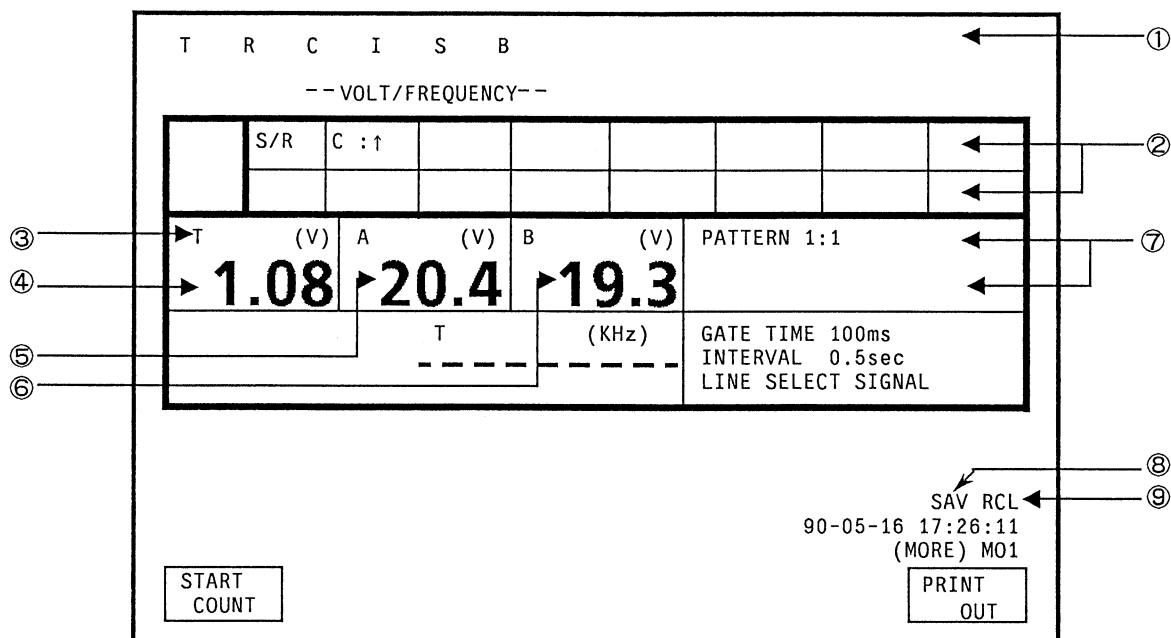 T R C I S B ①
--VOLT/FREQUENCY--
S/R C :↑ ②
③ T (V) A (V) B (V) PATTERN 1:1 ⑦
④ 1.08 20.4 19.3
T (KHz) GATE TIME 100ms
⑤ ---------- INTERVAL 0.5sec
⑥ LINE SELECT SIGNAL
⑧
SAV RCL ⑨
90-05-16 17:26:11
(MORE) MO1
START PRINT
COUNT OUT